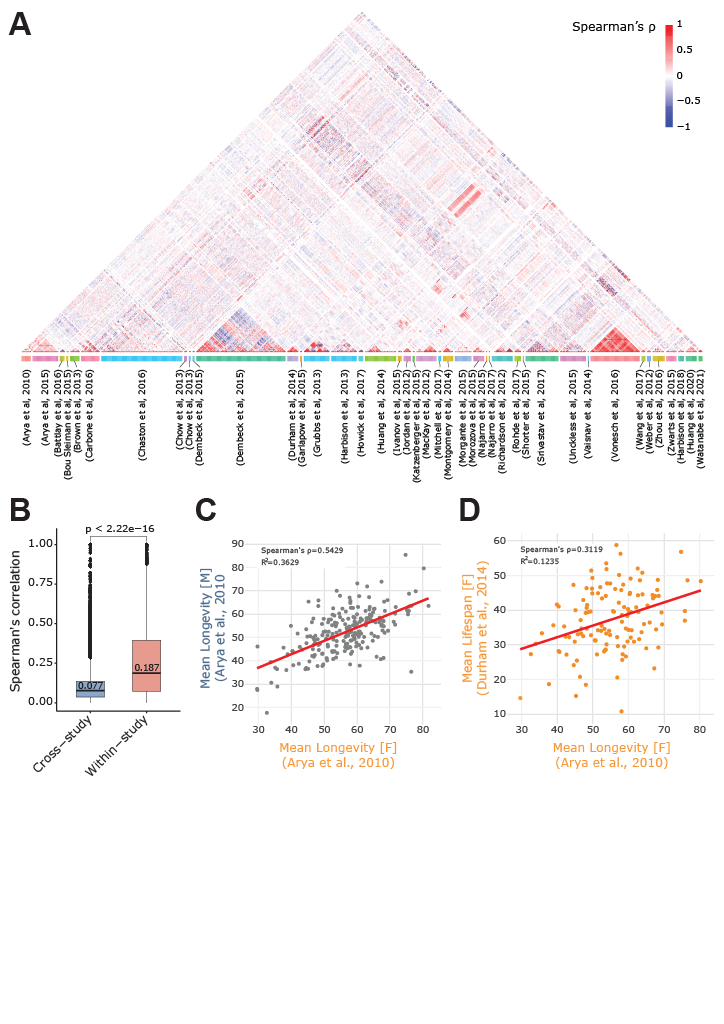 A
Spearman's ρ
1
0.5
0
−0.5
−1
(Arya et al, 2010)
(Arya et al, 2015)
(Battlay et al, 2016)
(Bou Sleiman et al, 2015)
(Brown et al, 2013)
(Carbone et al, 2016)
(Chaston et al, 2016)
(Chow et al, 2013)
(Chow et al, 2013)
(Dembeck et al, 2015)
(Dembeck et al, 2015)
(Durham et al, 2014)
(Garlapow et al, 2015)
(Grubbs et al, 2013)
(Harbison et al, 2013)
(Howick et al, 2017)
(Huang et al, 2014)
(Ivanov et al, 2015)
(Jordan et al, 2012)
(Katzenberger et al, 2015)
(MacKay et al, 2012)
(Mitchell et al, 2017)
(Montgomery et al, 2014)
(Morgante et al, 2015)
(Morozova et al, 2015)
(Najarro et al, 2015)
(Najarro et al, 2017)
(Richardson et al, 2012)
(Rohde et al, 2017)
(Shorter et al, 2015)
(Srivastav et al, 2017)
(Unckless et al, 2015)
(Vaisnav et al, 2014)
(Vonesch et al, 2016)
(Wang et al, 2017)
(Weber et al, 2012)
(Zhou et al, 2016)
(Zwarts et al, 2015)
(Harbison et al, 2018)
(Huang et al, 2020)
(Watanabe et al, 2021)
B
p < 2.22e−16
Spearman's correlation
1.00
0.75
0.50
0.25
0.00
0.077
0.187
Cross−study
Within−study
C
Spearman's ρ=0.5429
R²=0.3629
Mean Longevity [M]
(Arya et al., 2010
90
80
70
60
50
40
30
20
30 40 50 60 70 80
Mean Longevity [F]
(Arya et al., 2010)
D
Spearman's ρ=0.3119
R²=0.1235
Mean Lifespan [F]
(Durham et al., 2014)
60
50
40
30
20
10
30 40 50 60 70 80
Mean Longevity [F]
(Arya et al., 2010)